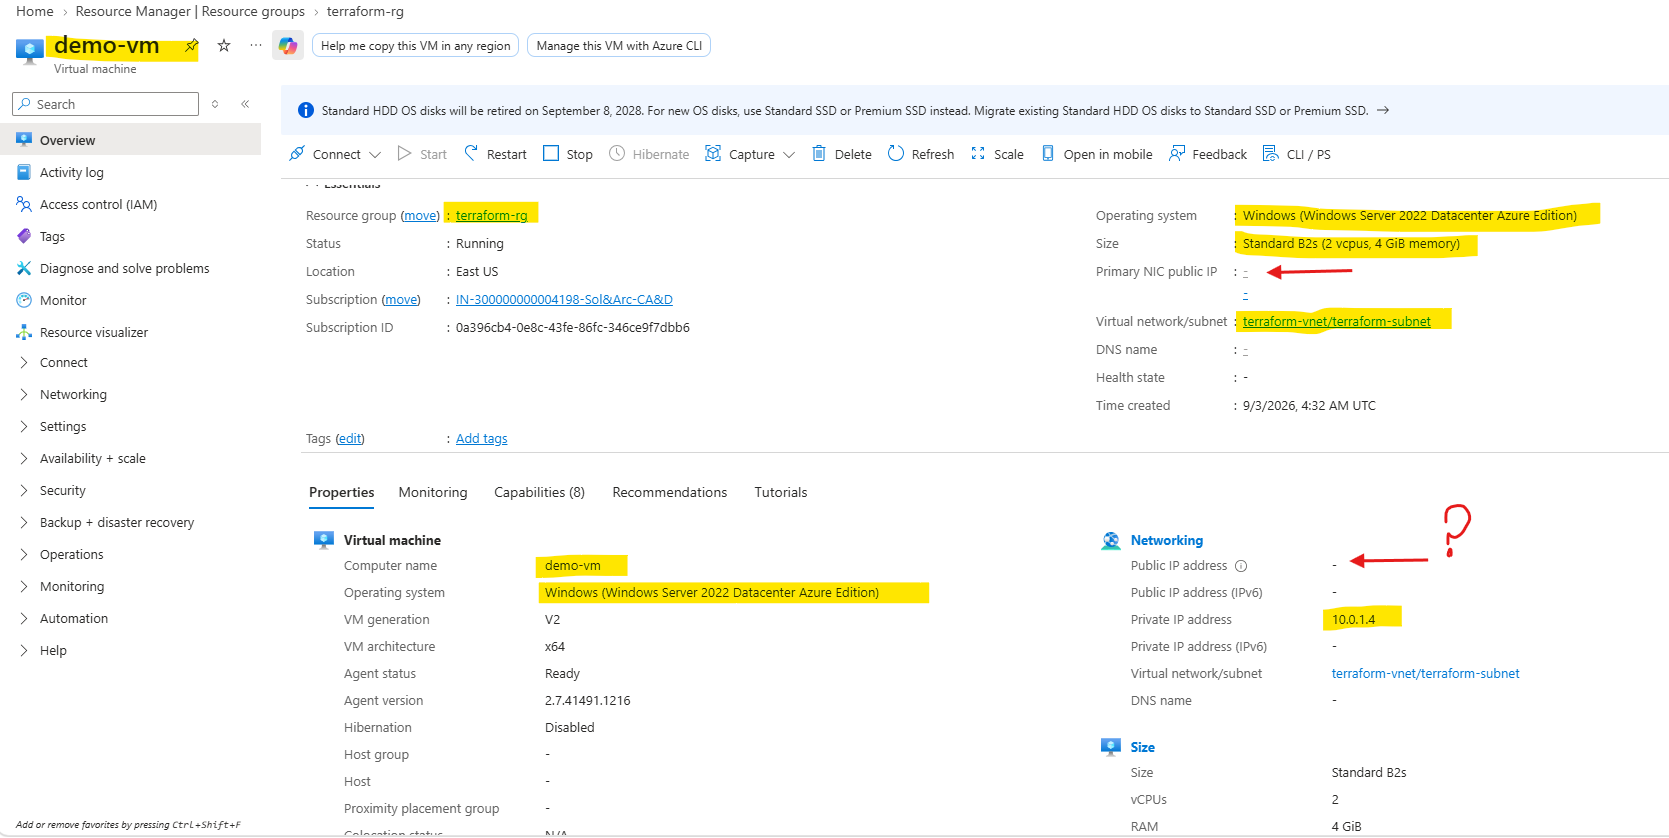 Home > Resource Manager | Resource groups > terraform-rg
demo-vm
Virtual machine
Help me copy this VM in any region
Manage this VM with Azure CLI
Search
Overview
Activity log
Access control (IAM)
Tags
Diagnose and solve problems
Monitor
Resource visualizer
Connect
Networking
Settings
Availability + scale
Security
Backup + disaster recovery
Operations
Monitoring
Automation
Help
Add or remove favorites by pressing Ctrl+Shift+F
Standard HDD OS disks will be retired on September 8, 2028. For new OS disks, use Standard SSD or Premium SSD instead. Migrate existing Standard HDD OS disks to Standard SSD or Premium SSD. →
Connect Start Restart Stop Hibernate Capture Delete Refresh Scale Open in mobile Feedback CLI / PS
Essentials
Resource group (move) : terraform-rg
Status : Running
Location : East US
Subscription (move) : IN-300000000004198-Sol&Arc-CA&D
Subscription ID : 0a396cb4-0e8c-43fe-86fc-346ce9f7dbb6
Operating system : Windows (Windows Server 2022 Datacenter Azure Edition)
Size : Standard B2s (2 vcpus, 4 GiB memory)
Primary NIC public IP : -
-
Virtual network/subnet : terraform-vnet/terraform-subnet
DNS name : -
Health state : -
Time created : 9/3/2026, 4:32 AM UTC
Tags (edit) : Add tags
Properties Monitoring Capabilities (8) Recommendations Tutorials
Virtual machine
Computer name demo-vm
Operating system Windows (Windows Server 2022 Datacenter Azure Edition)
VM generation V2
VM architecture x64
Agent status Ready
Agent version 2.7.41491.1216
Hibernation Disabled
Host group -
Host -
Proximity placement group -
Colocation status N/A
?
Networking
Public IP address -
Public IP address (IPv6) -
Private IP address 10.0.1.4
Private IP address (IPv6) -
Virtual network/subnet terraform-vnet/terraform-subnet
DNS name -
Size
Size Standard B2s
vCPUs 2
RAM 4 GiB